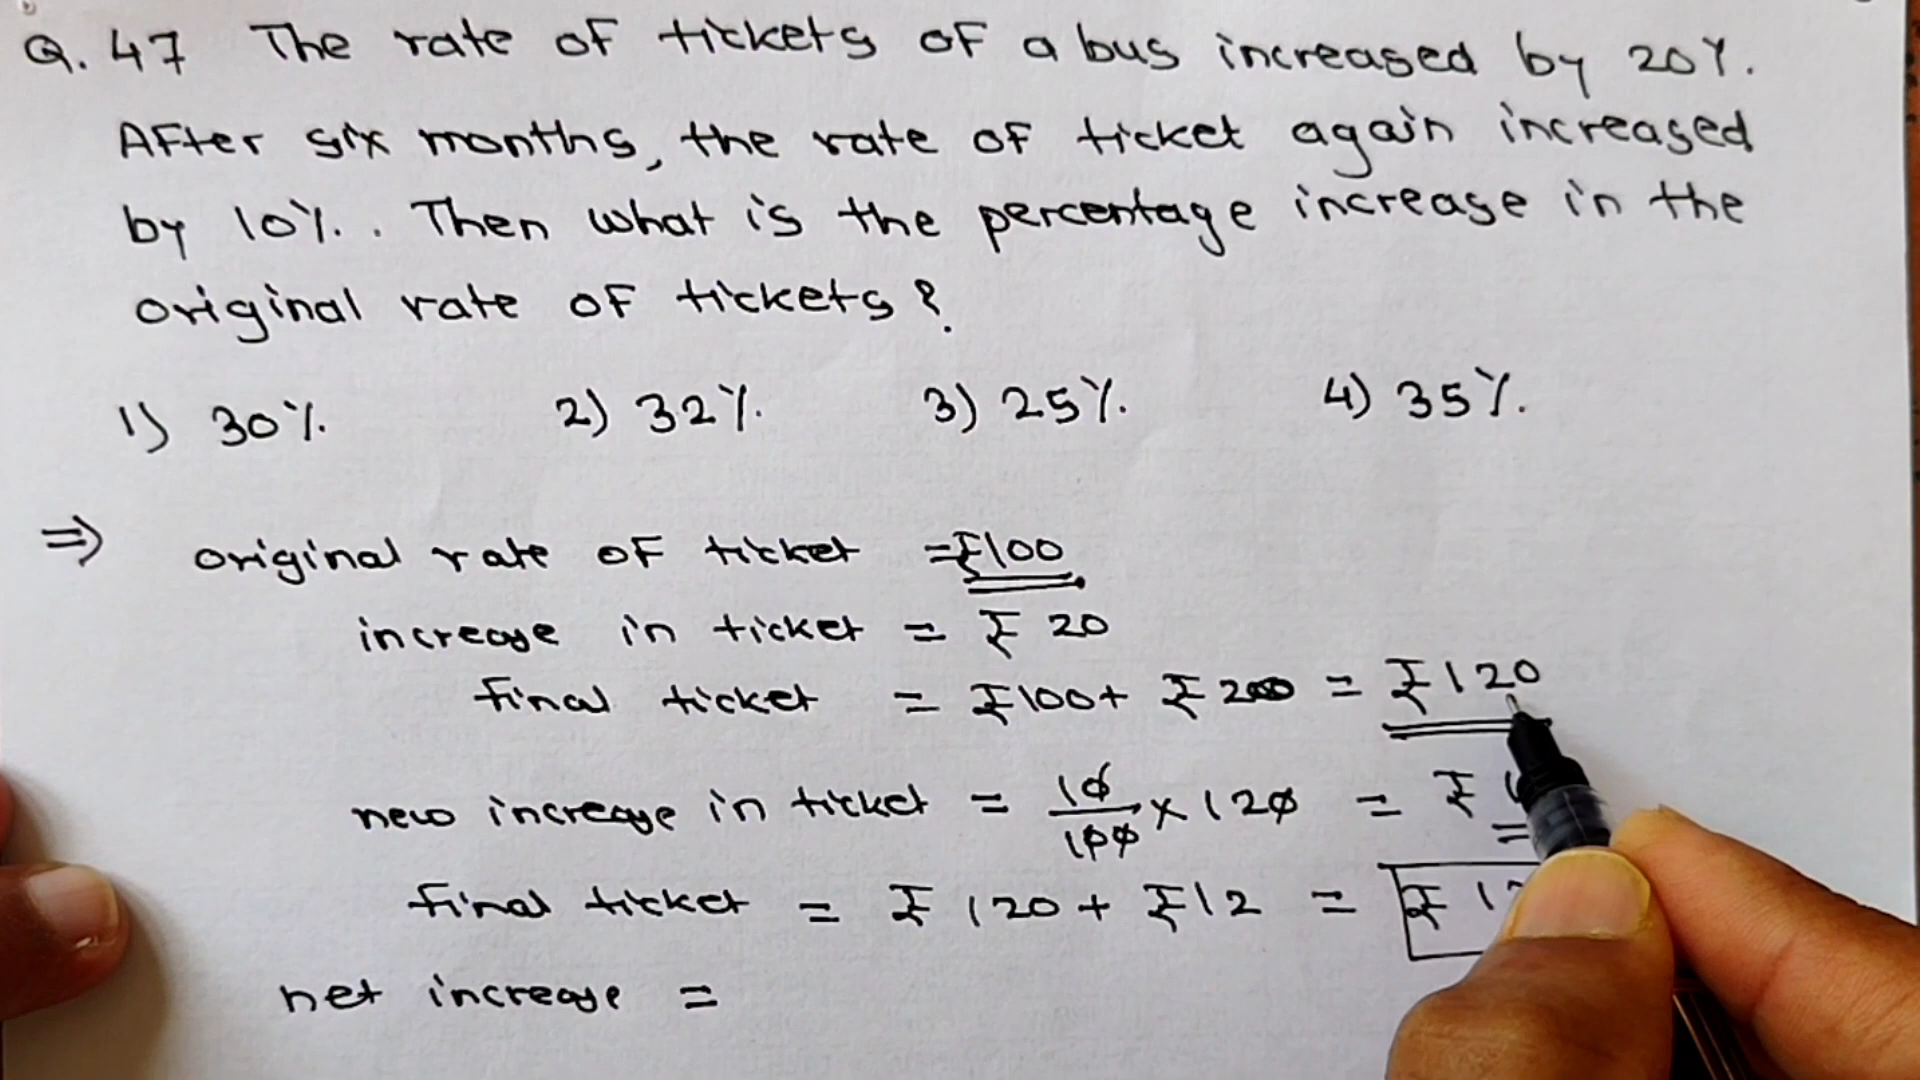 Q. 47 The rate of tickets of a bus increased by 20%.
After six months, the rate of ticket again increased
by 10%.. Then what is the percentage increase in the
original rate of tickets?
1) 30% 2) 32% 3) 25% 4) 35%.
⇒ original rate of ticket = ₹100
increase in ticket = ₹ 20
final ticket = ₹100 + ₹ 20 = ₹120
new increase in ticket = 10/100 × 120 = ₹
final ticket = ₹ 120 + ₹12 = ₹
net increase =